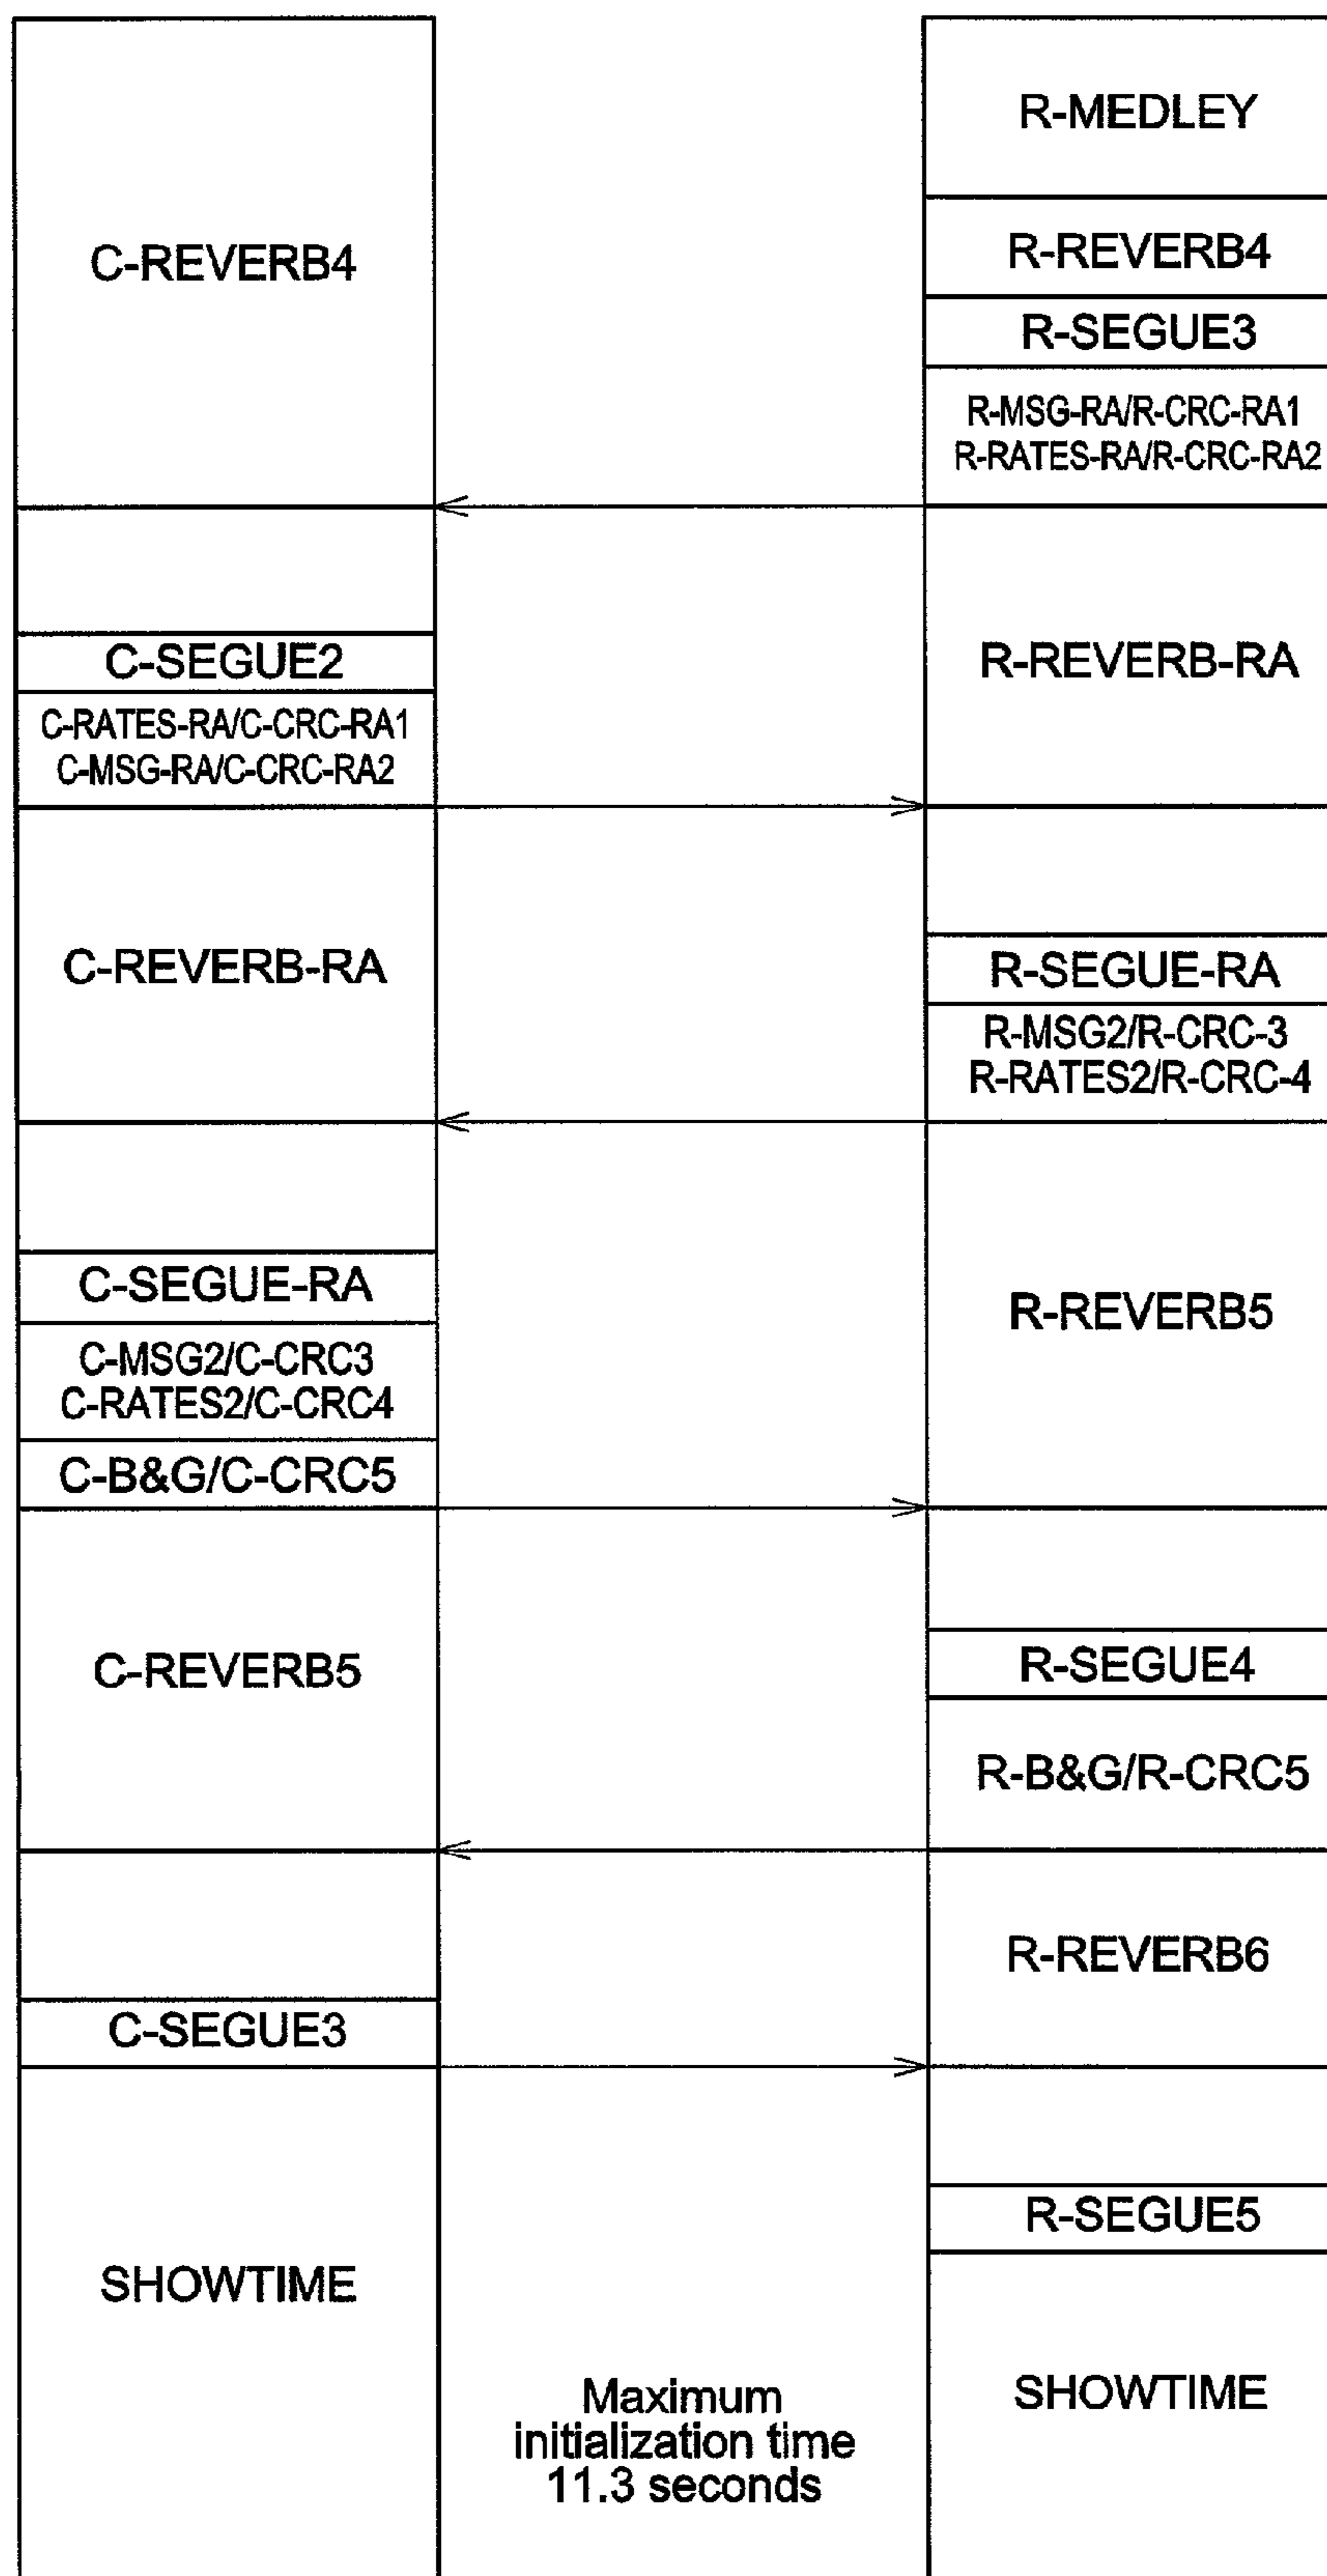 C-REVERB4
C-SEGUE2
C-RATES-RA/C-CRC-RA1
C-MSG-RA/C-CRC-RA2
C-REVERB-RA
C-SEGUE-RA
C-MSG2/C-CRC3
C-RATES2/C-CRC4
C-B&G/C-CRC5
C-REVERB5
C-SEGUE3
SHOWTIME
Maximum
initialization time
11.3 seconds
R-MEDLEY
R-REVERB4
R-SEGUE3
R-MSG-RA/R-CRC-RA1
R-RATES-RA/R-CRC-RA2
R-REVERB-RA
R-SEGUE-RA
R-MSG2/R-CRC-3
R-RATES2/R-CRC-4
R-REVERB5
R-SEGUE4
R-B&G/R-CRC5
R-REVERB6
R-SEGUE5
SHOWTIME